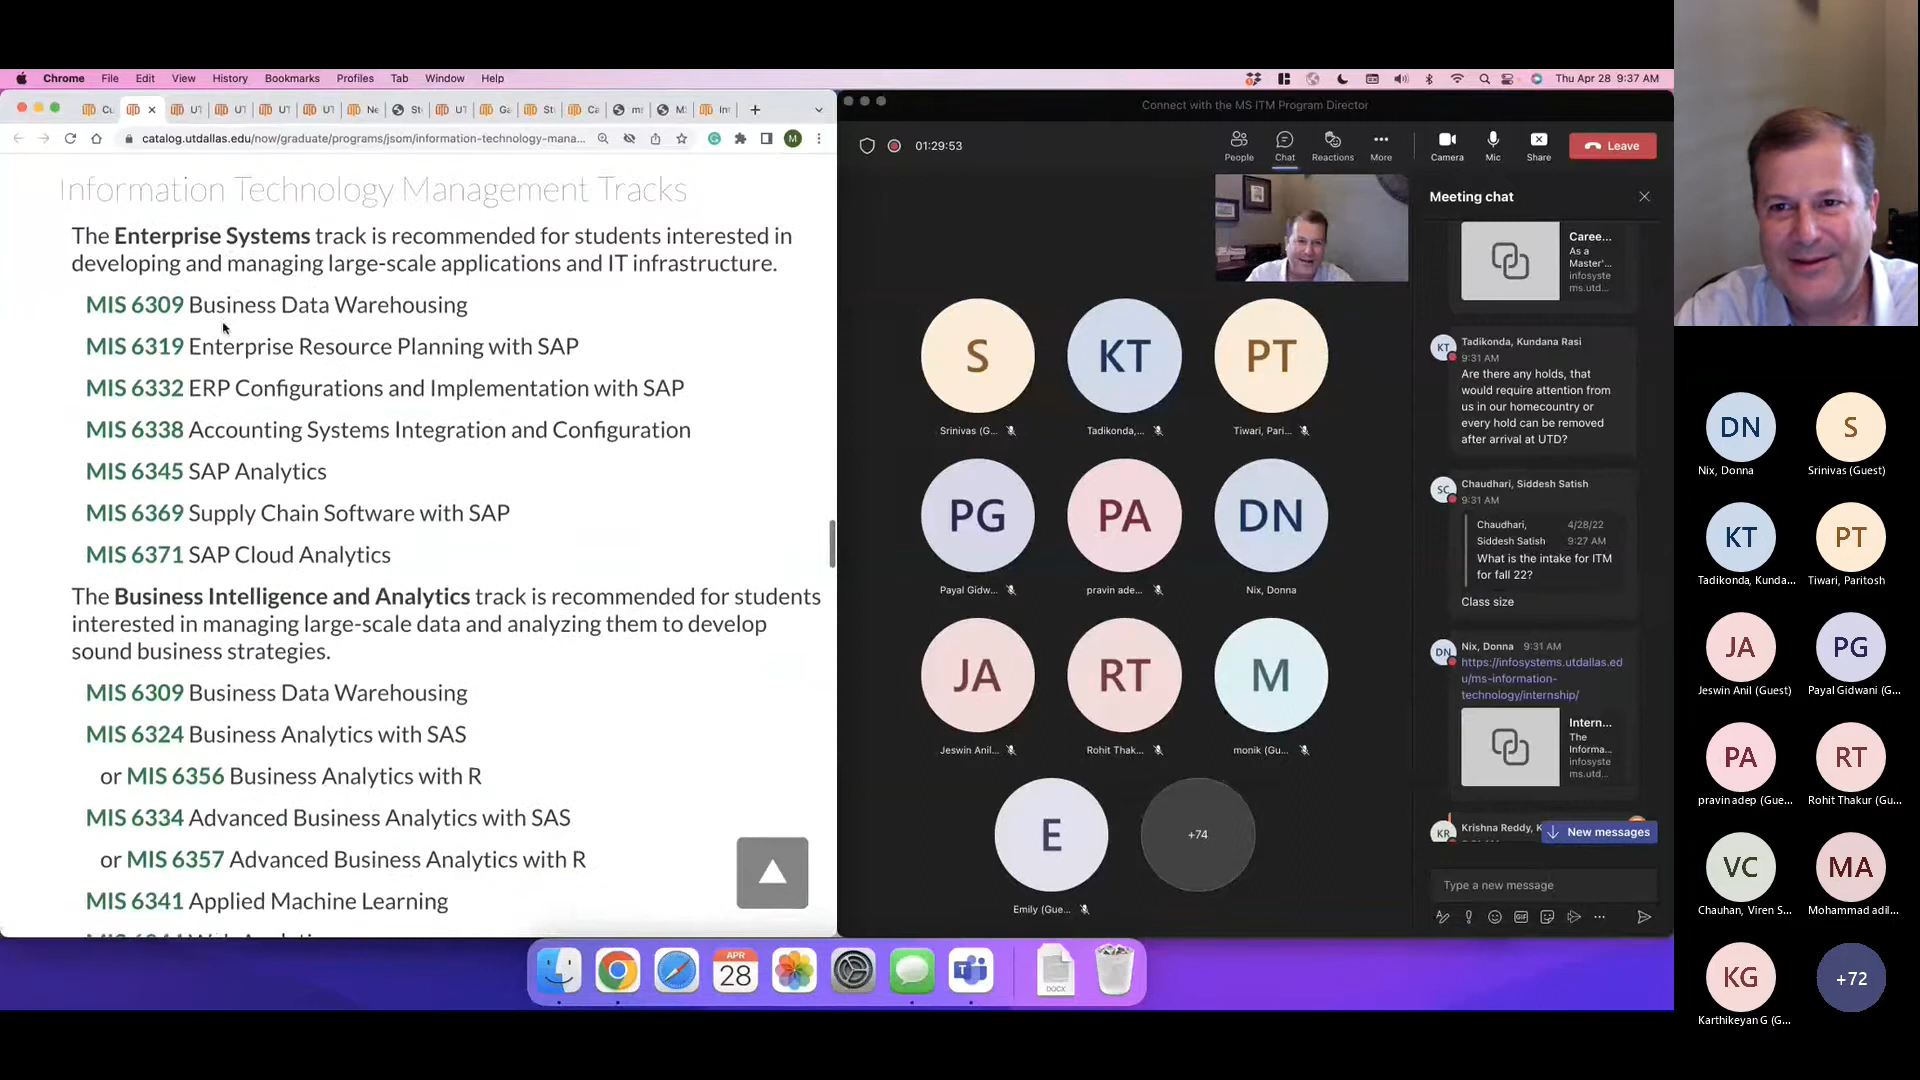 Chrome File Edit View History Bookmarks Profiles Tab Window Help
Thu Apr 28 9:37 AM
catalog.utdallas.edu/now/graduate/programs/jsom/information-technology-mana...
Information Technology Management Tracks
The Enterprise Systems track is recommended for students interested in
developing and managing large-scale applications and IT infrastructure.
MIS 6309 Business Data Warehousing
MIS 6319 Enterprise Resource Planning with SAP
MIS 6332 ERP Configurations and Implementation with SAP
MIS 6338 Accounting Systems Integration and Configuration
MIS 6345 SAP Analytics
MIS 6369 Supply Chain Software with SAP
MIS 6371 SAP Cloud Analytics
The Business Intelligence and Analytics track is recommended for students
interested in managing large-scale data and analyzing them to develop
sound business strategies.
MIS 6309 Business Data Warehousing
MIS 6324 Business Analytics with SAS
or MIS 6356 Business Analytics with R
MIS 6334 Advanced Business Analytics with SAS
or MIS 6357 Advanced Business Analytics with R
MIS 6341 Applied Machine Learning
Connect with the MS ITM Program Director
01:29:53
People Chat Reactions More Camera Mic Share Leave
S KT PT
Srinivas (G... Tadikonda,... Tiwari, Pari...
PG PA DN
Payal Gidw... pravin ade... Nix, Donna
JA RT M
Jeswin Anil... Rohit Thak... monik (Gu...
E +74
Emily (Gue...
Meeting chat
Caree...
As a
Master'...
infosyste
ms.utd...
KT Tadikonda, Kundana Rasi
9:31 AM
Are there any holds, that
would require attention from
us in our homecountry or
every hold can be removed
after arrival at UTD?
SC Chaudhari, Siddesh Satish
9:31 AM
Chaudhari, 4/28/22
Siddesh Satish 9:27 AM
What is the intake for ITM
for fall 22?
Class size
DN Nix, Donna 9:31 AM
https://infosystems.utdallas.ed
u/ms-information-
technology/internship/
Intern...
The
Informa...
infosyste
ms.utd...
KR Krishna Reddy, K
New messages
Type a new message
APR
28
DOCX
DN S
Nix, Donna Srinivas (Guest)
KT PT
Tadikonda, Kunda... Tiwari, Paritosh
JA PG
Jeswin Anil (Guest) Payal Gidwani (G...
PA RT
pravin adep (Gue... Rohit Thakur (Gu...
VC MA
Chauhan, Viren S... Mohammad adil...
KG +72
Karthikeyan G (G...